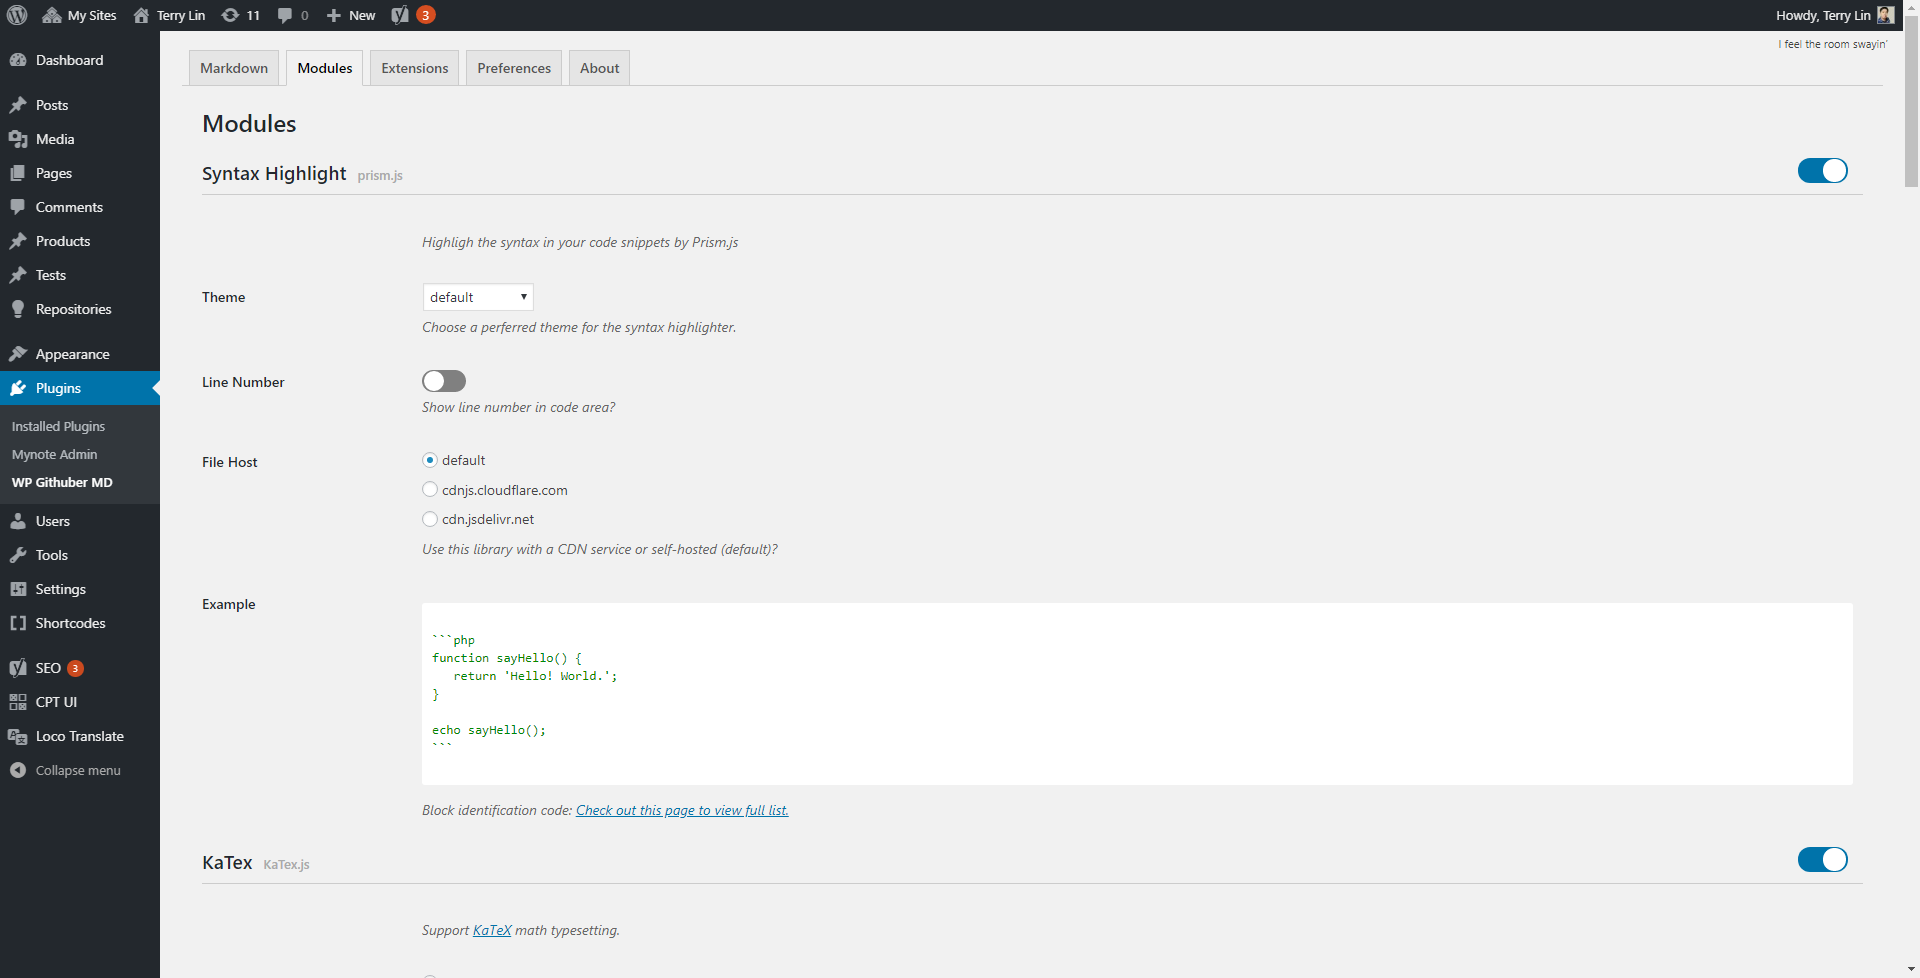 My Sites
Terry Lin
11
0
New
3
Howdy, Terry Lin
I feel the room swayin'
Dashboard
Posts
Media
Pages
Comments
Products
Tests
Repositories
Appearance
Plugins
Installed Plugins
Mynote Admin
WP Githuber MD
Users
Tools
Settings
Shortcodes
SEO 3
CPT UI
Loco Translate
Collapse menu
Markdown
Modules
Extensions
Preferences
About
Modules
Syntax Highlight prism.js
Highligh the syntax in your code snippets by Prism.js
Theme
default
Choose a perferred theme for the syntax highlighter.
Line Number
Show line number in code area?
File Host
default
cdnjs.cloudflare.com
cdn.jsdelivr.net
Use this library with a CDN service or self-hosted (default)?
Example
```php
function sayHello() {
   return 'Hello! World.';
}
echo sayHello();
```
Block identification code: Check out this page to view full list.
KaTex KaTex.js
Support KaTeX math typesetting.